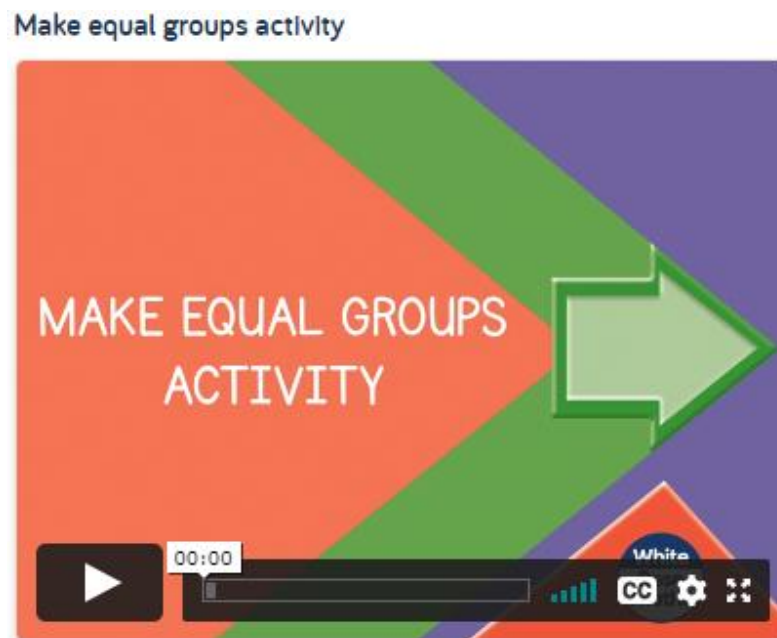 Make equal groups activity
MAKE EQUAL GROUPS
ACTIVITY
00:00
White
CC